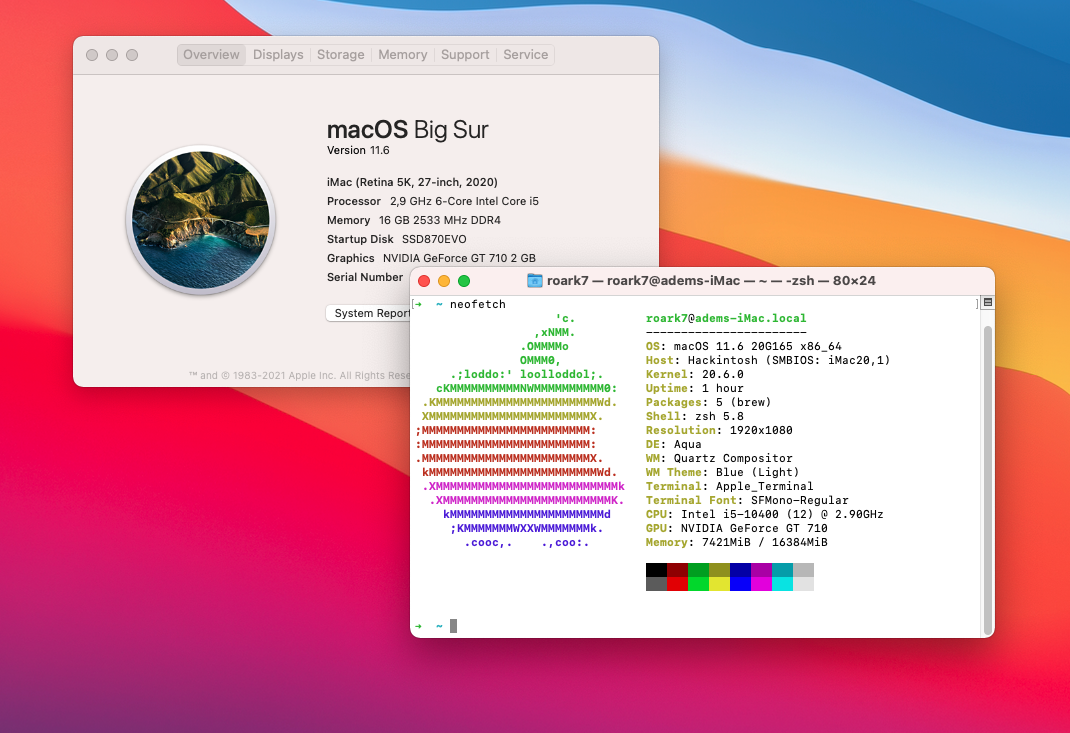 Overview Displays Storage Memory Support Service
macOS Big Sur
Version 11.6
iMac (Retina 5K, 27-inch, 2020)
Processor 2,9 GHz 6-Core Intel Core i5
Memory 16 GB 2533 MHz DDR4
Startup Disk SSD870EVO
Graphics NVIDIA GeForce GT 710 2 GB
Serial Number
System Report
™ and © 1983-2021 Apple Inc. All Rights Rese
roark7 — roark7@adems-iMac — ~ — -zsh — 80×24
[➜ ~ neofetch ]
'c.
,xNMM.
.OMMMMo
OMMM0,
.;loddo:' loolloddol;.
cKMMMMMMMMMMNWMMMMMMMMMM0:
.KMMMMMMMMMMMMMMMMMMMMMMMWd.
XMMMMMMMMMMMMMMMMMMMMMMMX.
;MMMMMMMMMMMMMMMMMMMMMMMM:
:MMMMMMMMMMMMMMMMMMMMMMMM:
.MMMMMMMMMMMMMMMMMMMMMMMMX.
kMMMMMMMMMMMMMMMMMMMMMMMMWd.
.XMMMMMMMMMMMMMMMMMMMMMMMMMMk
.XMMMMMMMMMMMMMMMMMMMMMMMMK.
kMMMMMMMMMMMMMMMMMMMMMMd
;KMMMMMMMWXXWMMMMMMMk.
.cooc,. .,coo:.
roark7@adems-iMac.local
-----------------------
OS: macOS 11.6 20G165 x86_64
Host: Hackintosh (SMBIOS: iMac20,1)
Kernel: 20.6.0
Uptime: 1 hour
Packages: 5 (brew)
Shell: zsh 5.8
Resolution: 1920x1080
DE: Aqua
WM: Quartz Compositor
WM Theme: Blue (Light)
Terminal: Apple_Terminal
Terminal Font: SFMono-Regular
CPU: Intel i5-10400 (12) @ 2.90GHz
GPU: NVIDIA GeForce GT 710
Memory: 7421MiB / 16384MiB
➜ ~